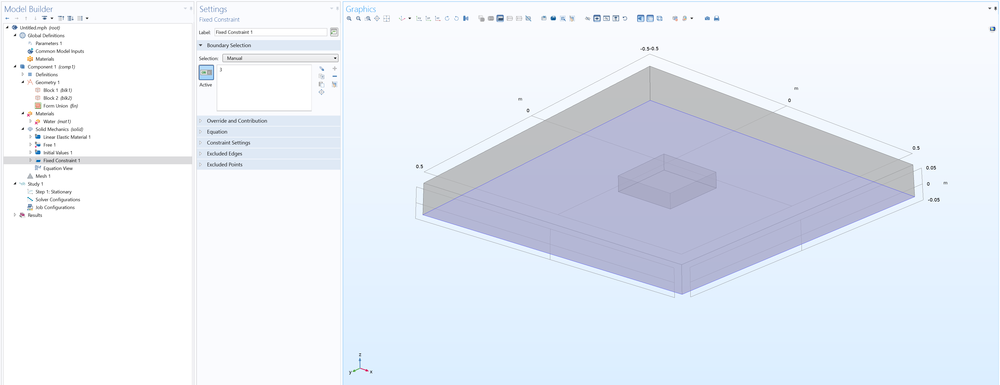 Model Builder
Untitled.mph (root)
Global Definitions
Pi Parameters 1
Common Model Inputs
Materials
Component 1 (comp1)
Definitions
Geometry 1
Block 1 (blk1)
Block 2 (blk2)
Form Union (fin)
Materials
Water (mat1)
Solid Mechanics (solid)
D Linear Elastic Material 1
D Free 1
D Initial Values 1
Fixed Constraint 1
Equation View
Mesh 1
Study 1
Step 1: Stationary
Solver Configurations
Job Configurations
Results
Settings
Fixed Constraint
Label: Fixed Constraint 1
Boundary Selection
Selection: Manual
ON
Active
3
Override and Contribution
Equation
Constraint Settings
Excluded Edges
Excluded Points
Graphics
xy yz xz
-0.5-0.5
m
m
0
0
0.5
0.5
0.05
0
m
-0.05
z
y
x